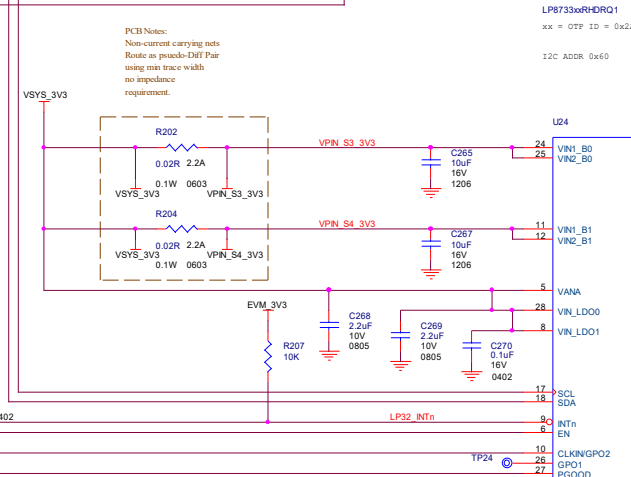 LP8733xxRHDRQ1
xx = OTP ID = 0x2
I2C ADDR 0x60
PCB Notes:
Non-current carrying nets
Route as psuedo-Diff Pair
using min trace width
no impedance
requirement.
VSYS_3V3
U24
R202
0.02R 2.2A
0.1W 0603
VSYS_3V3
VPIN_S3_3V3
VPIN_S3_3V3
C265
10uF
16V
1206
24
VIN1_B0
25
VIN2_B0
R204
0.02R 2.2A
VSYS_3V3
VPIN_S4_3V3
0.1W 0603
VPIN_S4_3V3
C267
10uF
16V
1206
11
VIN1_B1
12
VIN2_B1
5
VANA
EVM_3V3
R207
10K
C268
2.2uF
10V
0805
C269
2.2uF
10V
0805
C270
0.1uF
16V
0402
28
VIN_LDO0
8
VIN_LDO1
17
SCL
18
SDA
402
LP32_INTn
9
INTn
6
EN
10
CLKIN/GPO2
TP24
26
GPO1
27
PGOOD